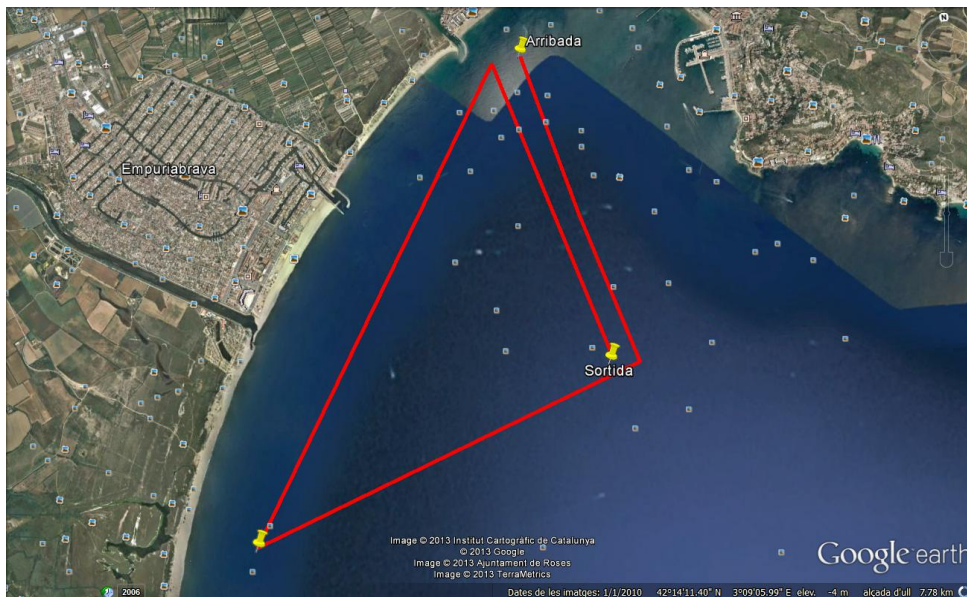 Arribada
Empuriabrava
Sortida
Image © 2013 Institut Cartogràfic de Catalunya
© 2013 Google
Image © 2013 Ajuntament de Roses
Image © 2013 TerraMetrics
Google earth
2006
Dates de les imatges: 1/1/2010 42°14'11.40" N 3°09'05.99" E elev. -4 m alçada d'ull 7.78 km